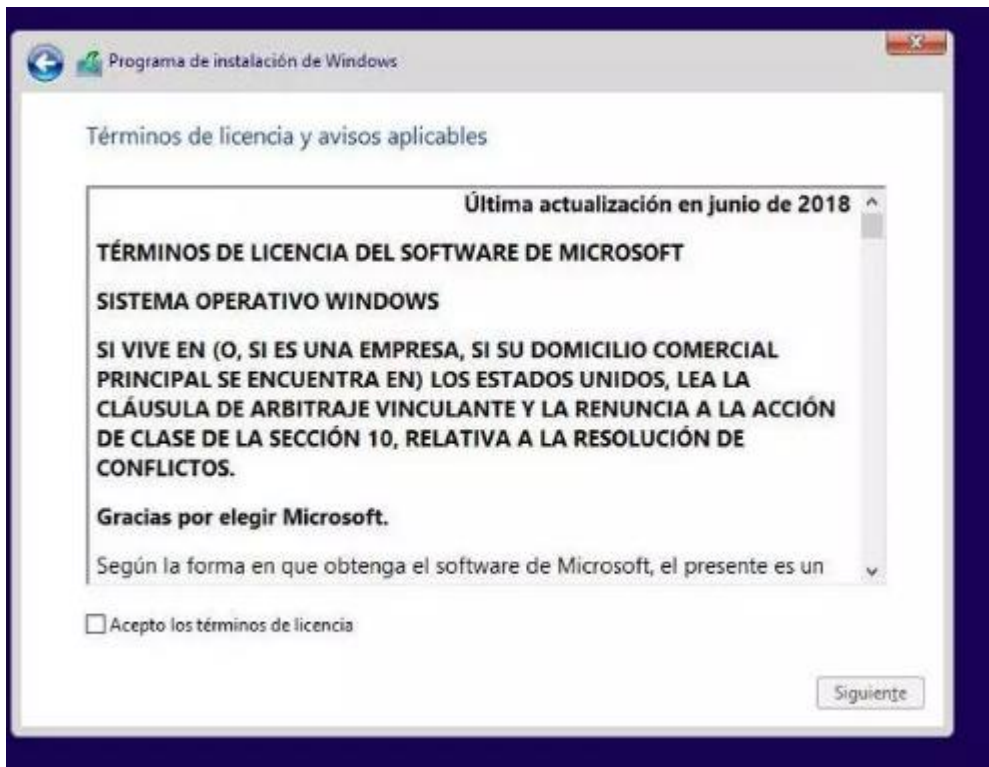 Programa de instalación de Windows
Términos de licencia y avisos aplicables
Última actualización en junio de 2018
TÉRMINOS DE LICENCIA DEL SOFTWARE DE MICROSOFT
SISTEMA OPERATIVO WINDOWS
SI VIVE EN (O, SI ES UNA EMPRESA, SI SU DOMICILIO COMERCIAL
PRINCIPAL SE ENCUENTRA EN) LOS ESTADOS UNIDOS, LEA LA
CLÁUSULA DE ARBITRAJE VINCULANTE Y LA RENUNCIA A LA ACCIÓN
DE CLASE DE LA SECCIÓN 10, RELATIVA A LA RESOLUCIÓN DE
CONFLICTOS.
Gracias por elegir Microsoft.
Según la forma en que obtenga el software de Microsoft, el presente es un
Acepto los términos de licencia
Siguiente